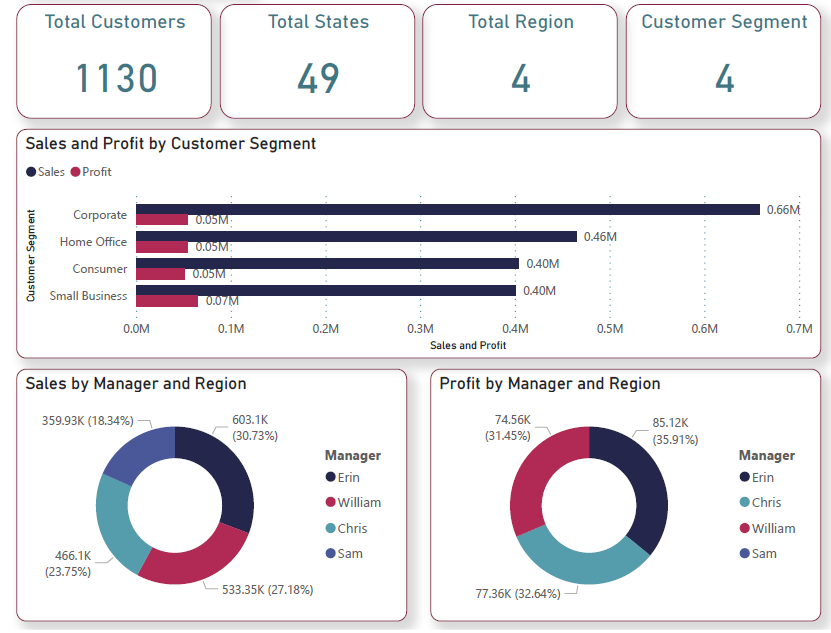 Total Customers
1130
Total States
49
Total Region
4
Customer Segment
4
Sales and Profit by Customer Segment
Sales Profit
Customer Segment
Corporate
0.66M
0.05M
Home Office
0.46M
0.05M
Consumer
0.40M
0.05M
Small Business
0.40M
0.07M
0.0M 0.1M 0.2M 0.3M 0.4M 0.5M 0.6M 0.7M
Sales and Profit
Sales by Manager and Region
359.93K (18.34%)
603.1K
(30.73%)
466.1K
(23.75%)
533.35K (27.18%)
Manager
Erin
William
Chris
Sam
Profit by Manager and Region
74.56K
(31.45%)
85.12K
(35.91%)
77.36K (32.64%)
Manager
Erin
Chris
William
Sam